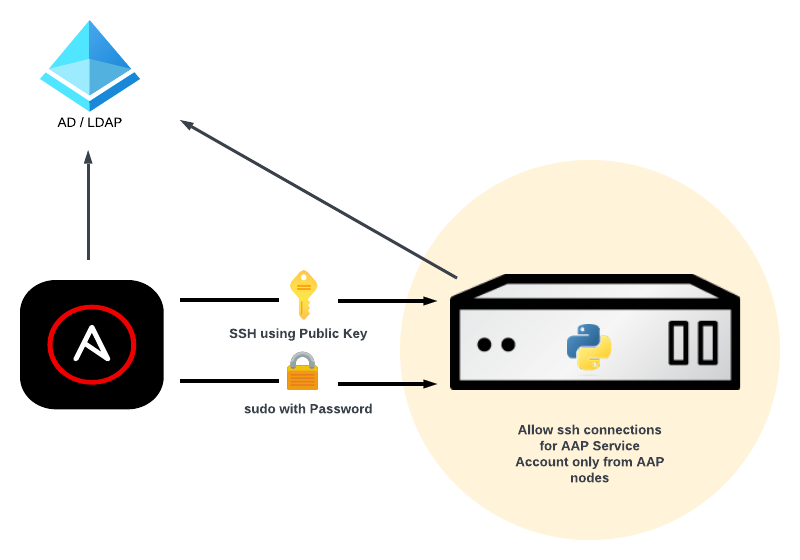 AD / LDAP
SSH using Public Key
sudo with Password
Allow ssh connections
for AAP Service
Account only from AAP
nodes